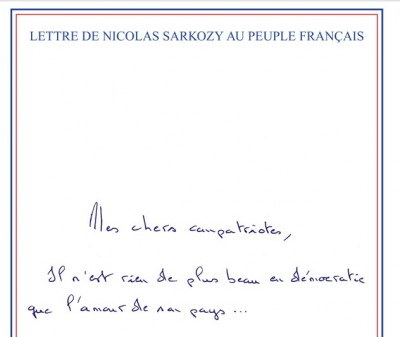 LETTRE DE NICOLAS SARKOZY AU PEUPLE FRANÇAIS
Mes chers compatriotes,
Il n'est rien de plus beau en démocratie
que l'amour de son pays...